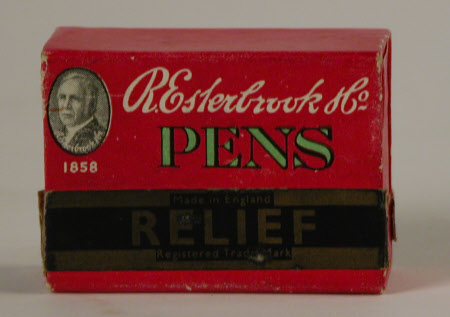 R.Esterbrook & Co
PENS
1858
Made in England
RELIEF
Registered Trade Mark